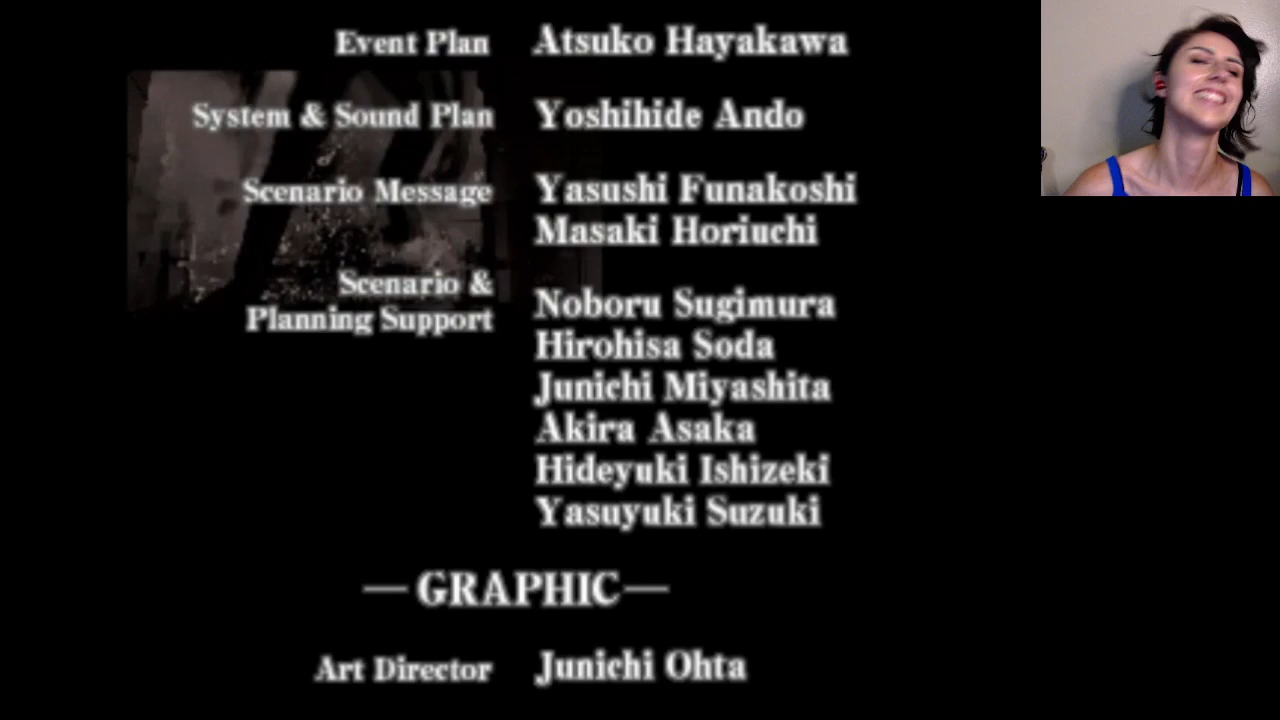 Event Plan Atsuko Hayakawa
System & Sound Plan Yoshihide Ando
Scenario Message Yasushi Funakoshi
Masaki Horiuchi
Scenario &
Planning Support Noboru Sugimura
Hirohisa Soda
Junichi Miyashita
Akira Asaka
Hideyuki Ishizeki
Yasuyuki Suzuki
— GRAPHIC —
Art Director Junichi Ohta